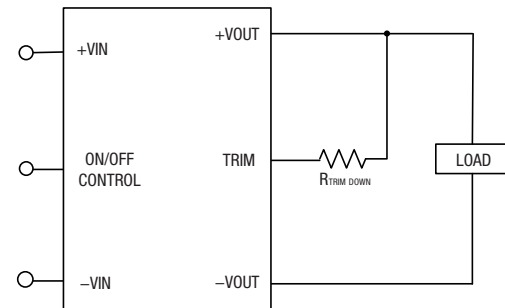 +VOUT
+VIN
ON/OFF
CONTROL
TRIM
RTRIM DOWN
LOAD
–VIN
–VOUT